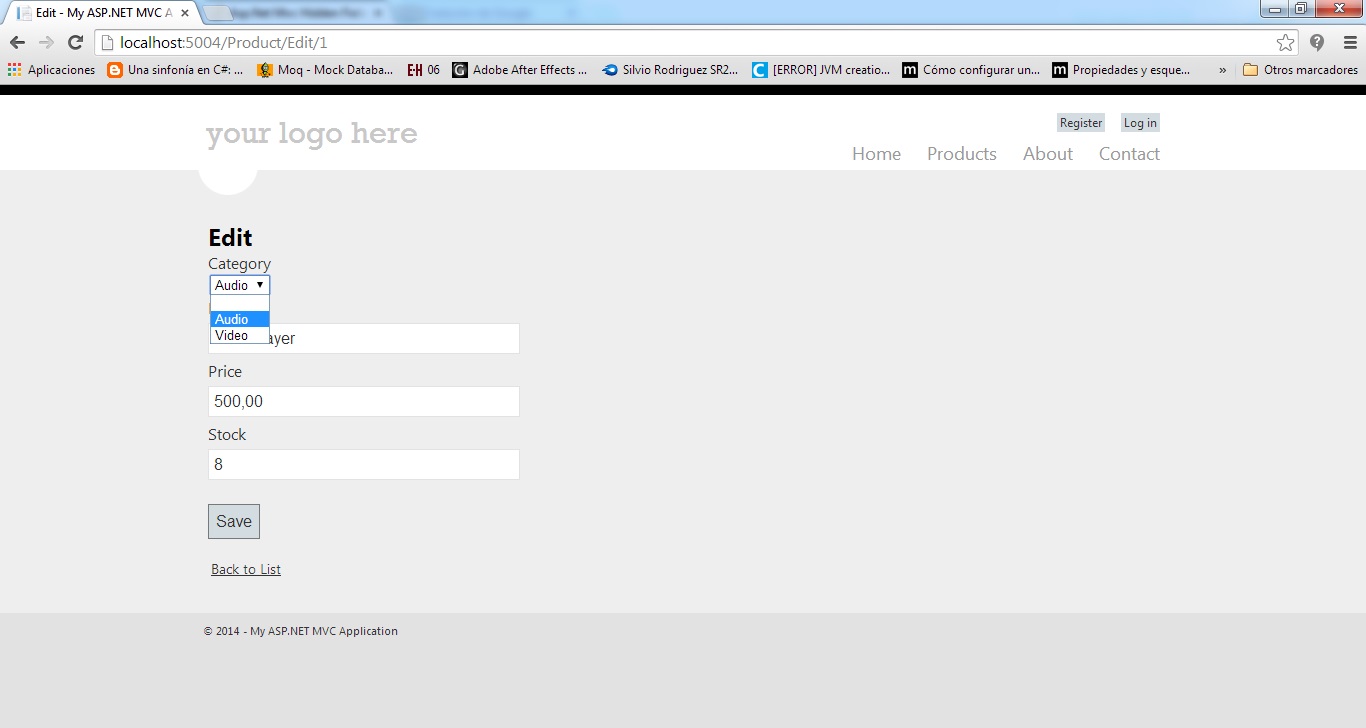 Edit - My ASP.NET MVC A
localhost:5004/Product/Edit/1
Aplicaciones
Una sinfonía en C#: ...
Moq - Mock Databa...
E-H 06
Adobe After Effects ...
Silvio Rodriguez SR2...
[ERROR] JVM creatio...
Cómo configurar un...
Propiedades y esque...
»
Otros marcadores
your logo here
Register
Log in
Home
Products
About
Contact
Edit
Category
Audio
Audio
Video
ayer
Price
500,00
Stock
8
Save
Back to List
© 2014 - My ASP.NET MVC Application